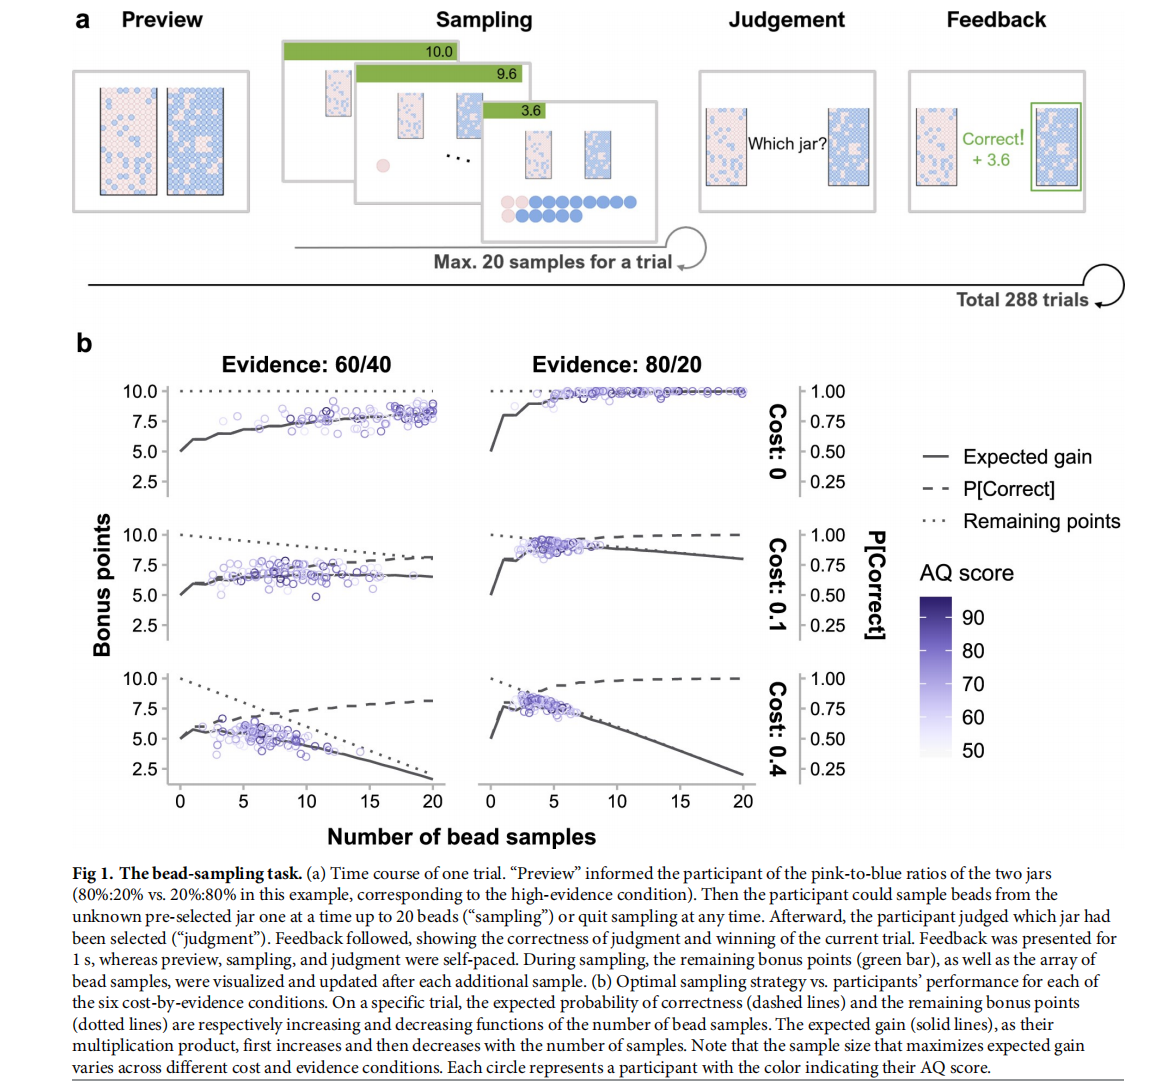 a Preview Sampling Judgement Feedback
10.0
9.6
3.6
Which jar?
Correct!
+ 3.6
Max. 20 samples for a trial
Total 288 trials
b
Evidence: 60/40 Evidence: 80/20
10.0 1.00
7.5 0.75
5.0 0.50
2.5 0.25
Cost: 0
10.0 1.00
7.5 0.75
5.0 0.50
2.5 0.25
Cost: 0.1
10.0 1.00
7.5 0.75
5.0 0.50
2.5 0.25
Cost: 0.4
Bonus points
P[Correct]
0 5 10 15 20 0 5 10 15 20
Number of bead samples
Expected gain
P[Correct]
Remaining points
AQ score
90
80
70
60
50
Fig 1. The bead-sampling task. (a) Time course of one trial. “Preview” informed the participant of the pink-to-blue ratios of the two jars
(80%:20% vs. 20%:80% in this example, corresponding to the high-evidence condition). Then the participant could sample beads from the
unknown pre-selected jar one at a time up to 20 beads (“sampling”) or quit sampling at any time. Afterward, the participant judged which jar had
been selected (“judgment”). Feedback followed, showing the correctness of judgment and winning of the current trial. Feedback was presented for
1 s, whereas preview, sampling, and judgment were self-paced. During sampling, the remaining bonus points (green bar), as well as the array of
bead samples, were visualized and updated after each additional sample. (b) Optimal sampling strategy vs. participants’ performance for each of
the six cost-by-evidence conditions. On a specific trial, the expected probability of correctness (dashed lines) and the remaining bonus points
(dotted lines) are respectively increasing and decreasing functions of the number of bead samples. The expected gain (solid lines), as their
multiplication product, first increases and then decreases with the number of samples. Note that the sample size that maximizes expected gain
varies across different cost and evidence conditions. Each circle represents a participant with the color indicating their AQ score.